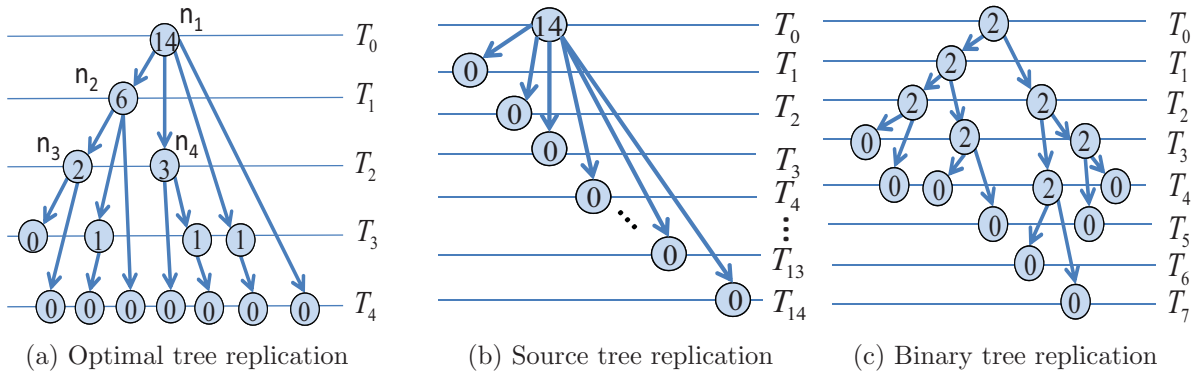 n1
14
T0
n2
6
T1
n3
2
n4
3
T2
0
1
1
1
T3
0
0
0
0
0
0
0
T4
(a) Optimal tree replication
14
T0
0
T1
0
T2
0
T3
0
T4
0
T13
0
T14
(b) Source tree replication
2
T0
2
T1
2
2
T2
0
2
2
T3
0
0
2
0
T4
0
0
T5
0
T6
0
T7
(c) Binary tree replication